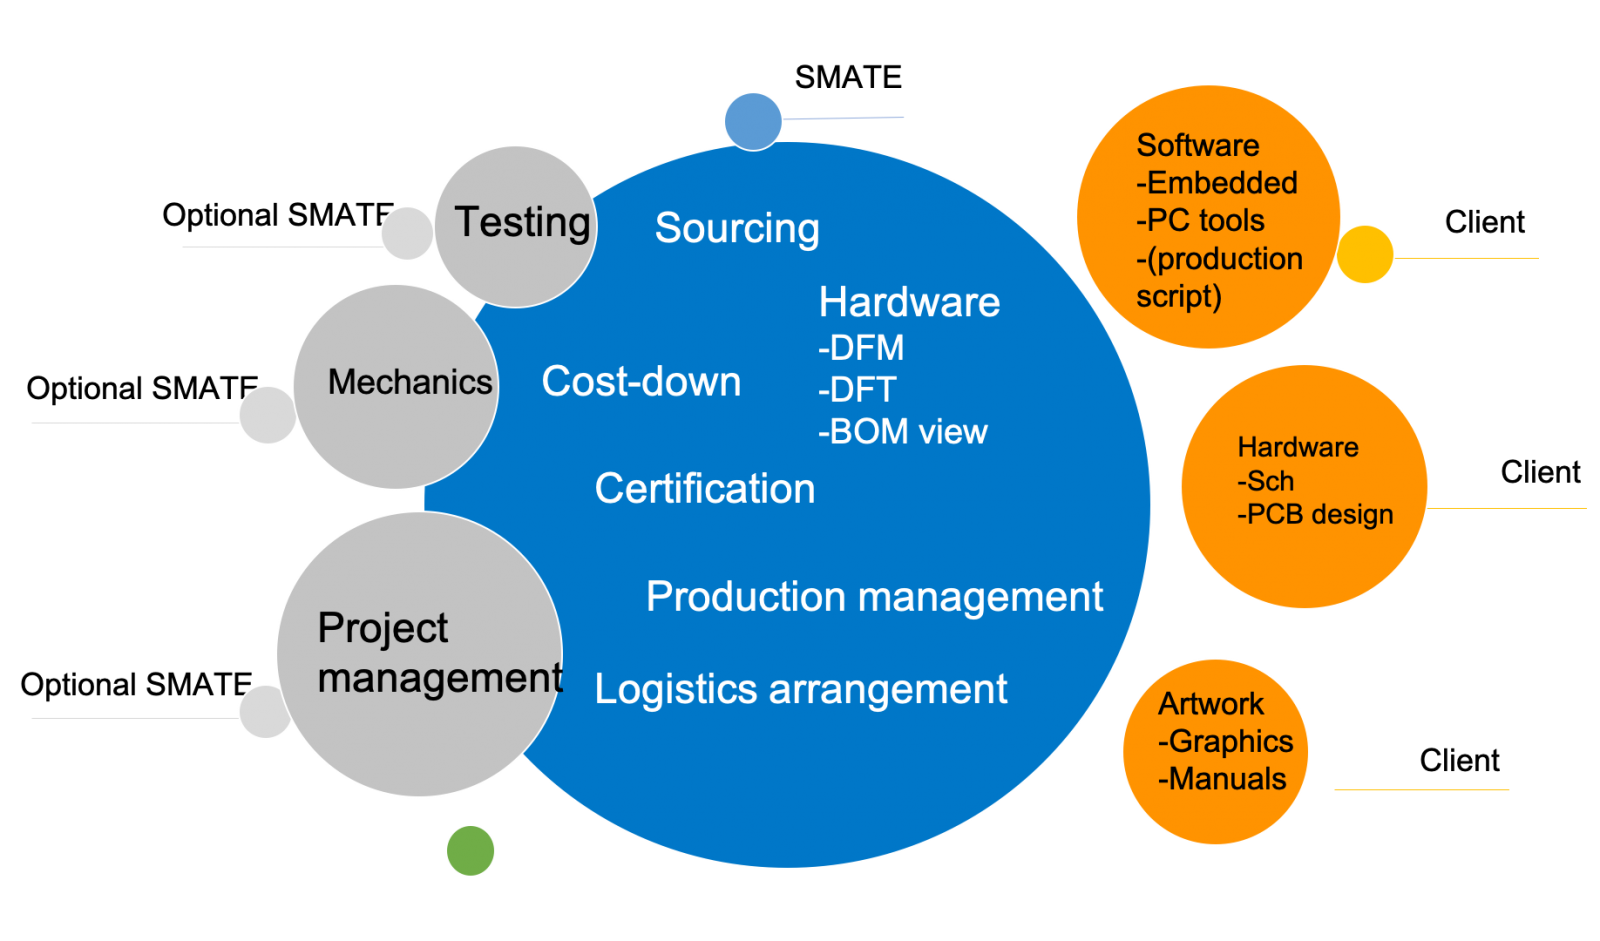 SMATE
Optional SMATE
Testing
Optional SMATE
Mechanics
Optional SMATE
Project
management
Sourcing
Hardware
-DFM
-DFT
-BOM view
Cost-down
Certification
Production management
Logistics arrangement
Software
-Embedded
-PC tools
-(production
script)
Client
Hardware
-Sch
-PCB design
Client
Artwork
-Graphics
-Manuals
Client